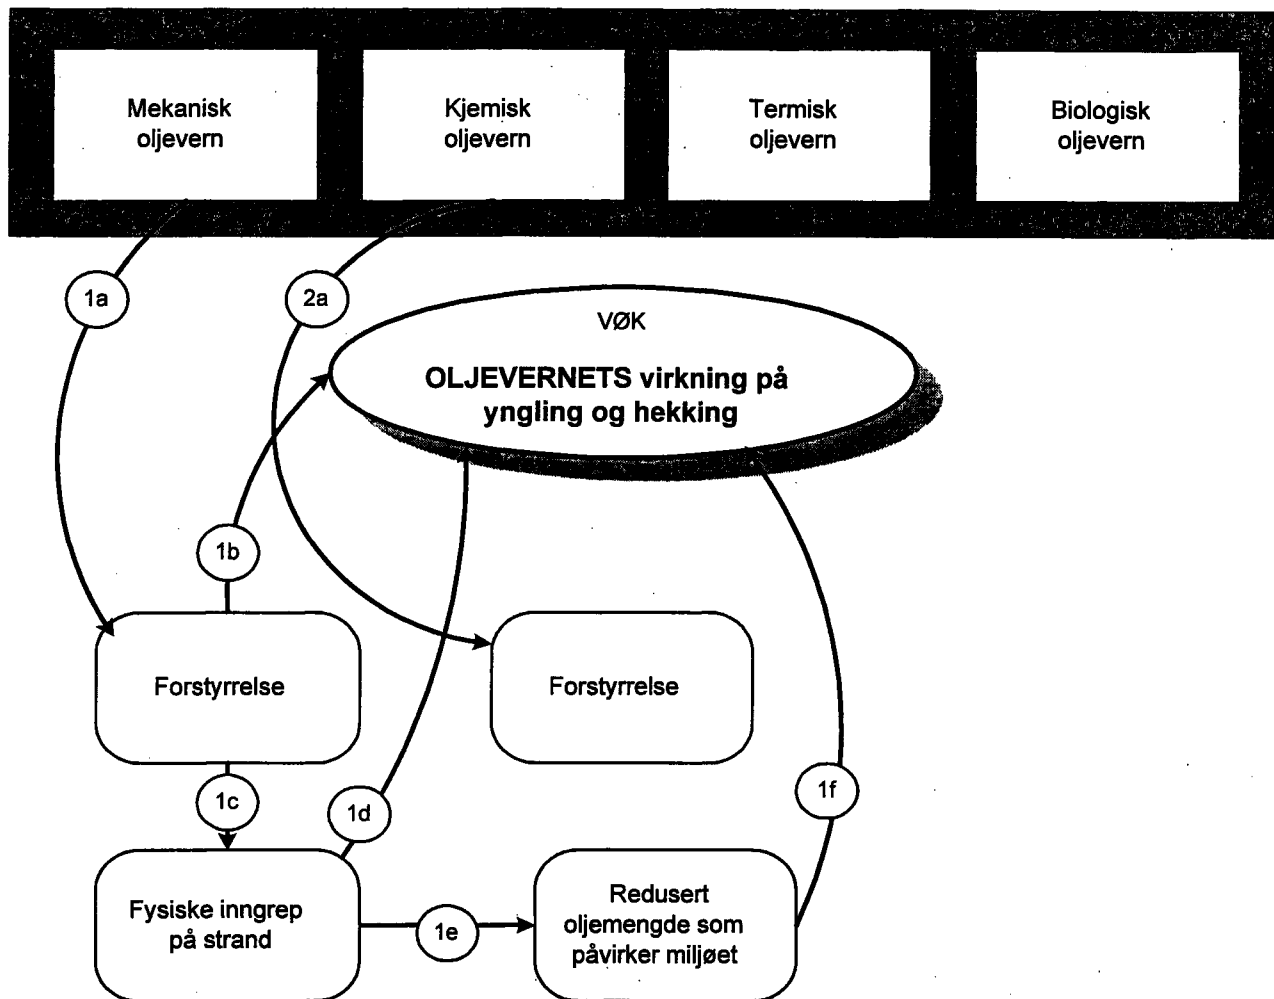 Mekanisk
oljevern
Kjemisk
oljevern
Termisk
oljevern
Biologisk
oljevern
1a
2a
VØK
OLJEVERNETS virkning på
yngling og hekking
1b
Forstyrrelse
Forstyrrelse
1c
1d
1f
Fysiske inngrep
på strand
1e
Redusert
oljemengde som
påvirker miljøet